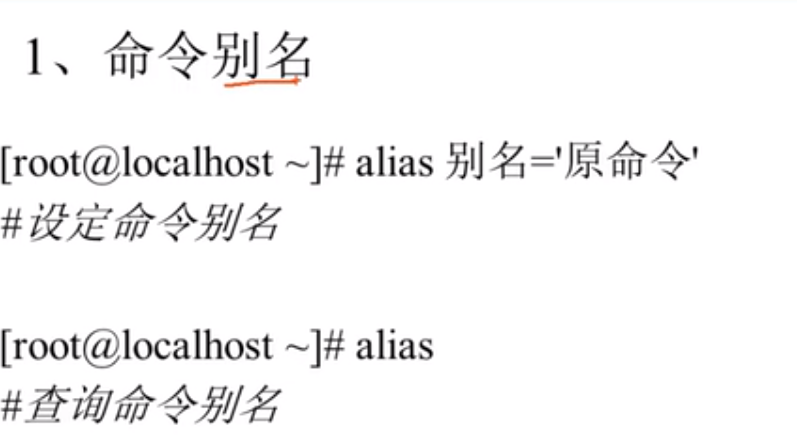 1、命令别名
[root@localhost ~]# alias 别名='原命令'
#设定命令别名
[root@localhost ~]# alias
#查询命令别名